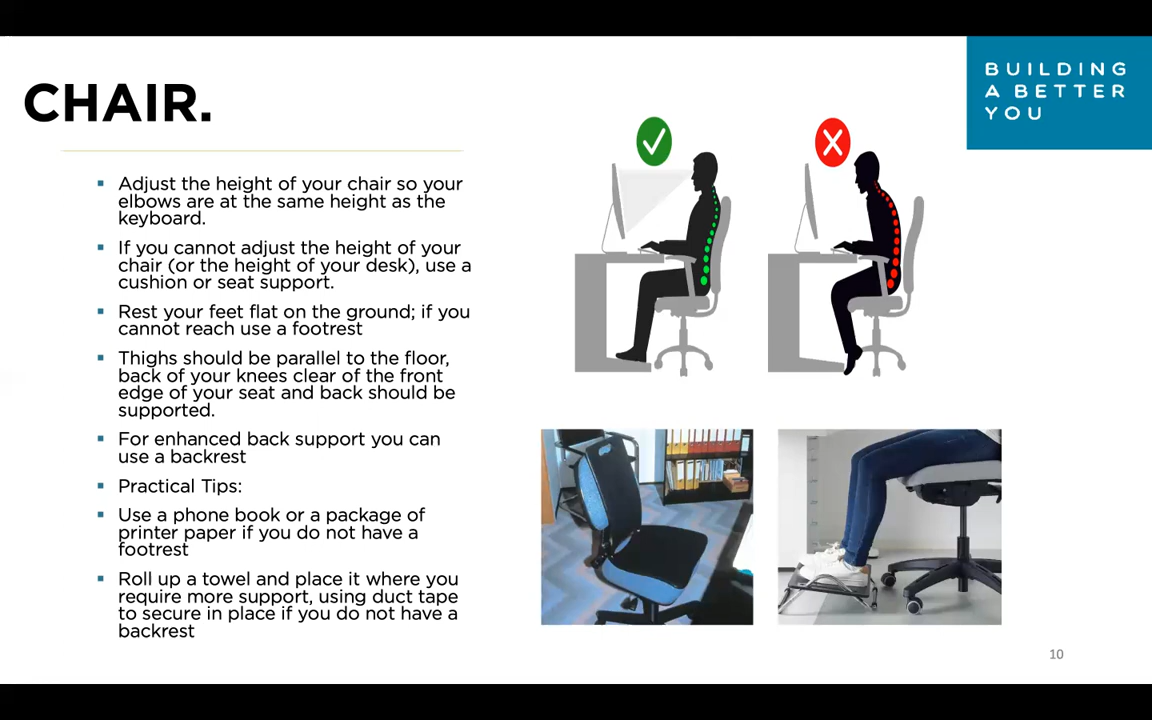 CHAIR.
BUILDING
A BETTER
YOU
Adjust the height of your chair so your
elbows are at the same height as the
keyboard.
If you cannot adjust the height of your
chair (or the height of your desk), use a
cushion or seat support.
Rest your feet flat on the ground; if you
cannot reach use a footrest
Thighs should be parallel to the floor,
back of your knees clear of the front
edge of your seat and back should be
supported.
For enhanced back support you can
use a backrest
Practical Tips:
Use a phone book or a package of
printer paper if you do not have a
footrest
Roll up a towel and place it where you
require more support, using duct tape
to secure in place if you do not have a
backrest
10